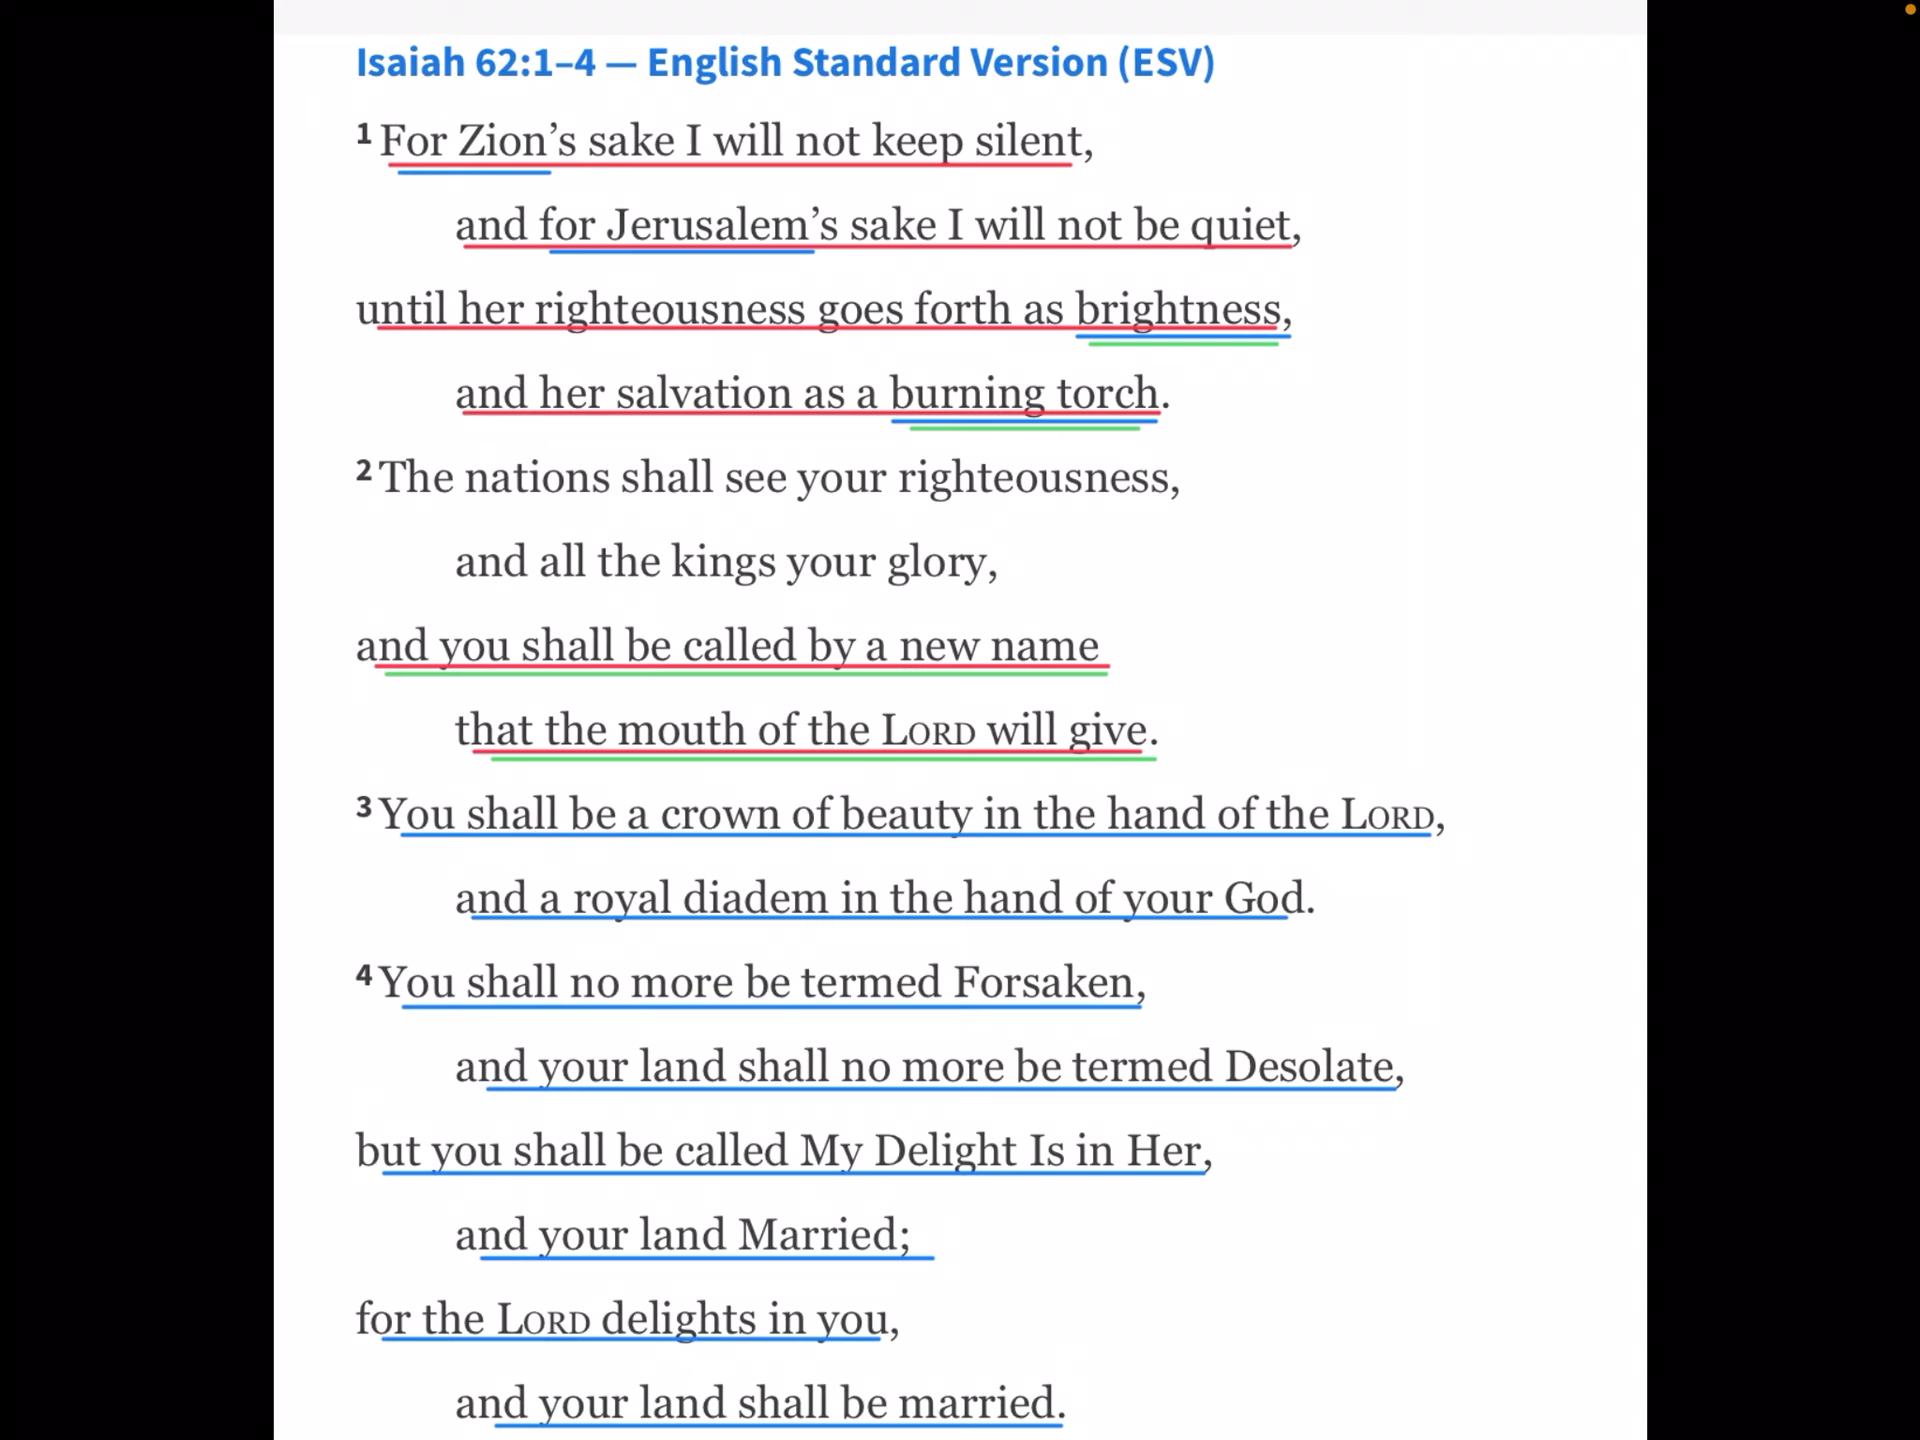 Isaiah 62:1–4 — English Standard Version (ESV)
1 For Zion’s sake I will not keep silent,
and for Jerusalem’s sake I will not be quiet,
until her righteousness goes forth as brightness,
and her salvation as a burning torch.
2 The nations shall see your righteousness,
and all the kings your glory,
and you shall be called by a new name
that the mouth of the LORD will give.
3 You shall be a crown of beauty in the hand of the LORD,
and a royal diadem in the hand of your God.
4 You shall no more be termed Forsaken,
and your land shall no more be termed Desolate,
but you shall be called My Delight Is in Her,
and your land Married;
for the LORD delights in you,
and your land shall be married.